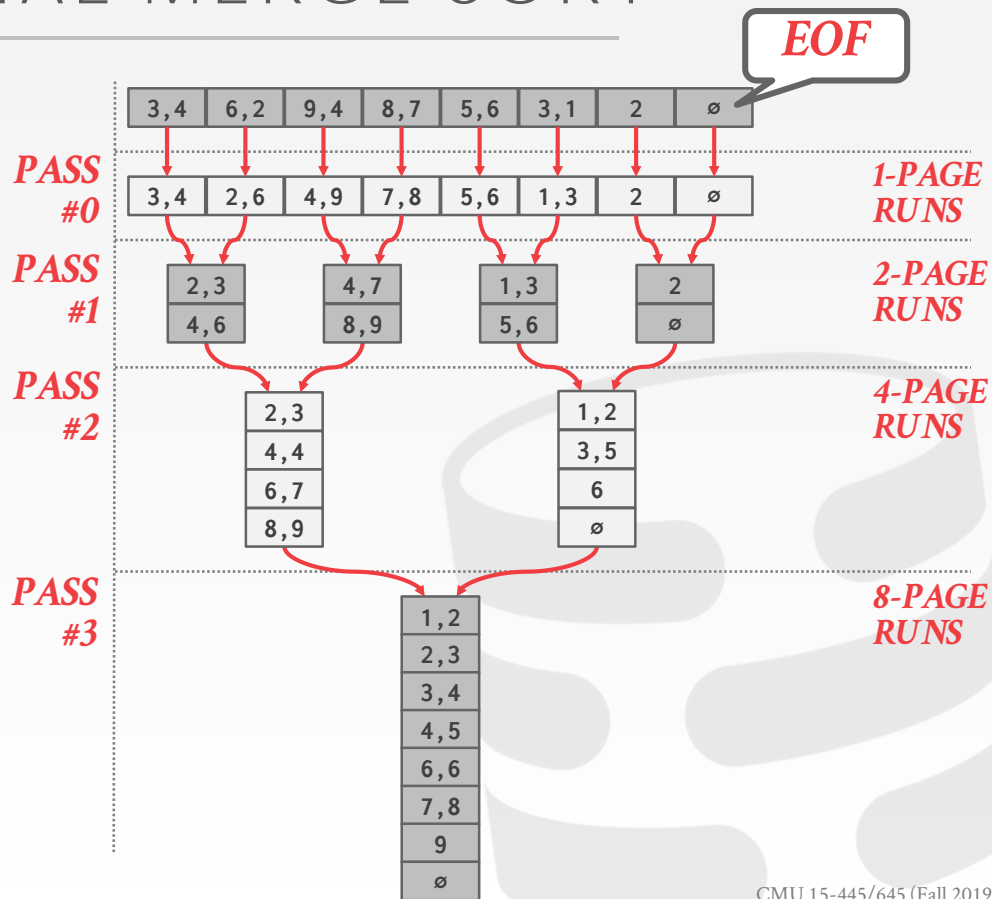 EOF
3,4 6,2 9,4 8,7 5,6 3,1 2 ø
PASS
#0
3,4 2,6 4,9 7,8 5,6 1,3 2 ø
1-PAGE
RUNS
PASS
#1
2,3 4,7 1,3 2
4,6 8,9 5,6 ø
2-PAGE
RUNS
PASS
#2
2,3 1,2
4,4 3,5
6,7 6
8,9 ø
4-PAGE
RUNS
PASS
#3
1,2
2,3
3,4
4,5
6,6
7,8
9
ø
8-PAGE
RUNS
CMU 15-445/645 (Fall 2019